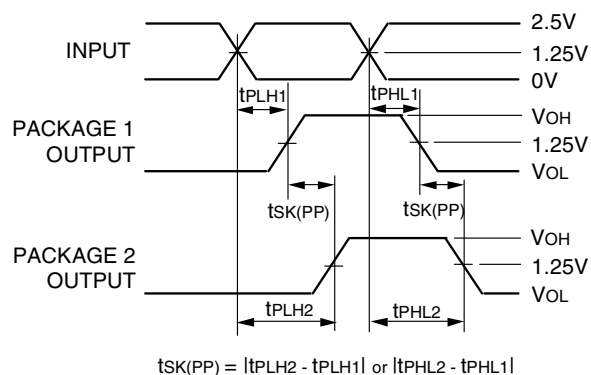 INPUT
2.5V
1.25V
0V
tPLH1
tPHL1
PACKAGE 1
OUTPUT
VOH
1.25V
VOL
tSK(PP)
tSK(PP)
PACKAGE 2
OUTPUT
VOH
1.25V
VOL
tPLH2
tPHL2
tSK(PP) = |tPLH2 - tPLH1| or |tPHL2 - tPHL1|